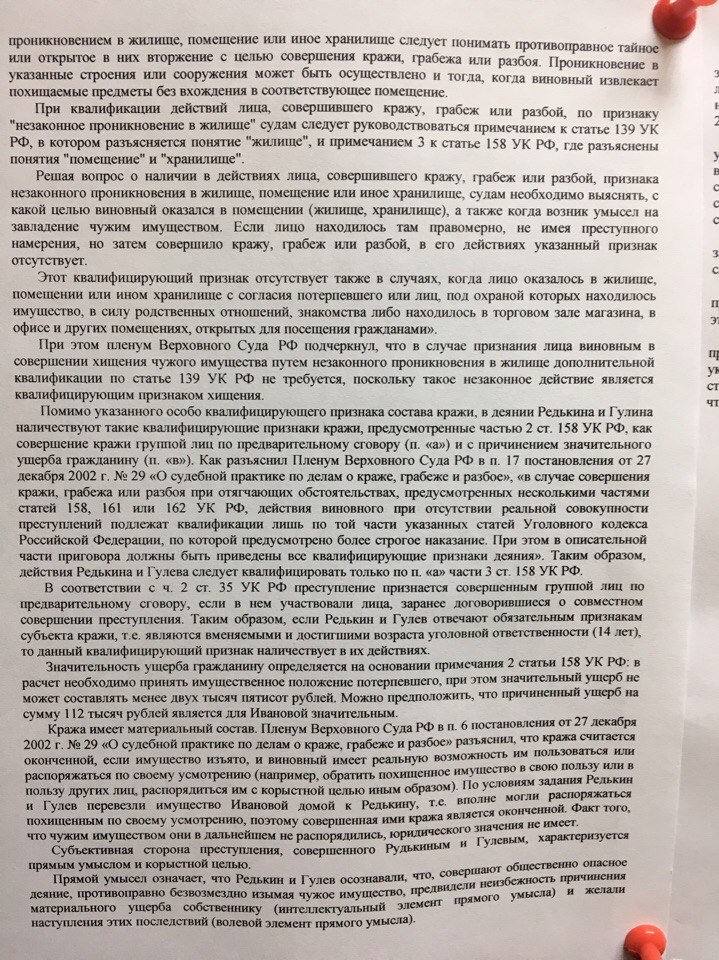 проникновением в жилище, помещение или иное хранилище следует понимать противоправное тайное
или открытое в них вторжение с целью совершения кражи, грабежа или разбоя. Проникновение в
указанные строения или сооружения может быть осуществлено и тогда, когда виновный извлекает
похищаемые предметы без вхождения в соответствующее помещение.
При квалификации действий лица, совершившего кражу, грабеж или разбой, по признаку
"незаконное проникновение в жилище" судам следует руководствоваться примечанием к статье 139 УК
РФ, в котором разъясняется понятие "жилище", и примечанием 3 к статье 158 УК РФ, где разъяснены
понятия "помещение" и "хранилище".
Решая вопрос о наличии в действиях лица, совершившего кражу, грабеж или разбой, признака
незаконного проникновения в жилище, помещение или иное хранилище, судам необходимо выяснять, с
какой целью виновный оказался в помещении (жилище, хранилище), а также когда возник умысел на
завладение чужим имуществом. Если лицо находилось там правомерно, не имея преступного
намерения, но затем совершило кражу, грабеж или разбой, в его действиях указанный признак
отсутствует.
Этот квалифицирующий признак отсутствует также в случаях, когда лицо оказалось в жилище,
помещении или ином хранилище с согласия потерпевшего или лиц, под охраной которых находилось
имущество, в силу родственных отношений, знакомства либо находилось в торговом зале магазина, в
офисе и других помещениях, открытых для посещения гражданами».
При этом пленум Верховного Суда РФ подчеркнул, что в случае признания лица виновным в
совершении хищения чужого имущества путем незаконного проникновения в жилище дополнительной
квалификации по статье 139 УК РФ не требуется, поскольку такое незаконное действие является
квалифицирующим признаком хищения.
Помимо указанного особо квалифицирующего признака состава кражи, в деянии Редькина и Гулина
наличествуют такие квалифицирующие признаки кражи, предусмотренные частью 2 ст. 158 УК РФ, как
совершение кражи группой лиц по предварительному сговору (п. «а») и с причинением значительного
ущерба гражданину (п. «в»). Как разъяснил Пленум Верховного Суда РФ в п. 17 постановления от 27
декабря 2002 г. № 29 «О судебной практике по делам о краже, грабеже и разбое», «в случае совершения
кражи, грабежа или разбоя при отягчающих обстоятельствах, предусмотренных несколькими частями
статей 158, 161 или 162 УК РФ, действия виновного при отсутствии реальной совокупности
преступлений подлежат квалификации лишь по той части указанных статей Уголовного кодекса
Российской Федерации, по которой предусмотрено более строгое наказание. При этом в описательной
части приговора должны быть приведены все квалифицирующие признаки деяния». Таким образом,
действия Редькина и Гулева следует квалифицировать только по п. «а» части 3 ст. 158 УК РФ.
В соответствии с ч. 2 ст. 35 УК РФ преступление признается совершенным группой лиц по
предварительному сговору, если в нем участвовали лица, заранее договорившиеся о совместном
совершении преступления. Таким образом, если Редькин и Гулев отвечают обязательным признакам
субъекта кражи, т.е. являются вменяемыми и достигшими возраста уголовной ответственности (14 лет),
то данный квалифицирующий признак наличествует в их действиях.
Значительность ущерба гражданину определяется на основании примечания 2 статьи 158 УК РФ: в
расчет необходимо принять имущественное положение потерпевшего, при этом значительный ущерб не
может составлять менее двух тысяч пятисот рублей. Можно предположить, что причиненный ущерб на
сумму 112 тысяч рублей является для Ивановой значительным.
Кража имеет материальный состав. Пленум Верховного Суда РФ в п. 6 постановления от 27 декабря
2002 г. № 29 «О судебной практике по делам о краже, грабеже и разбое» разъяснил, что кража считается
оконченной, если имущество изъято, и виновный имеет реальную возможность им пользоваться или
распоряжаться по своему усмотрению (например, обратить похищенное имущество в свою пользу или в
пользу других лиц, распорядиться им с корыстной целью иным образом). По условиям задания Редькин
и Гулев перевезли имущество Ивановой домой к Редькину, т.е. вполне могли распоряжаться
похищенным по своему усмотрению, поэтому совершенная ими кража является оконченной. Факт того,
что чужим имуществом они в дальнейшем не распорядились, юридического значения не имеет.
Субъективная сторона преступления, совершенного Рудькиным и Гулевым, характеризуется
прямым умыслом и корыстной целью.
Прямой умысел означает, что Редькин и Гулев осознавали, что, совершают общественно опасное
деяние, противоправно безвозмездно изымая чужое имущество, предвидели неизбежность причинения
материального ущерба собственнику (интеллектуальный элемент прямого умысла) и желали
наступления этих последствий (волевой элемент прямого умысла).